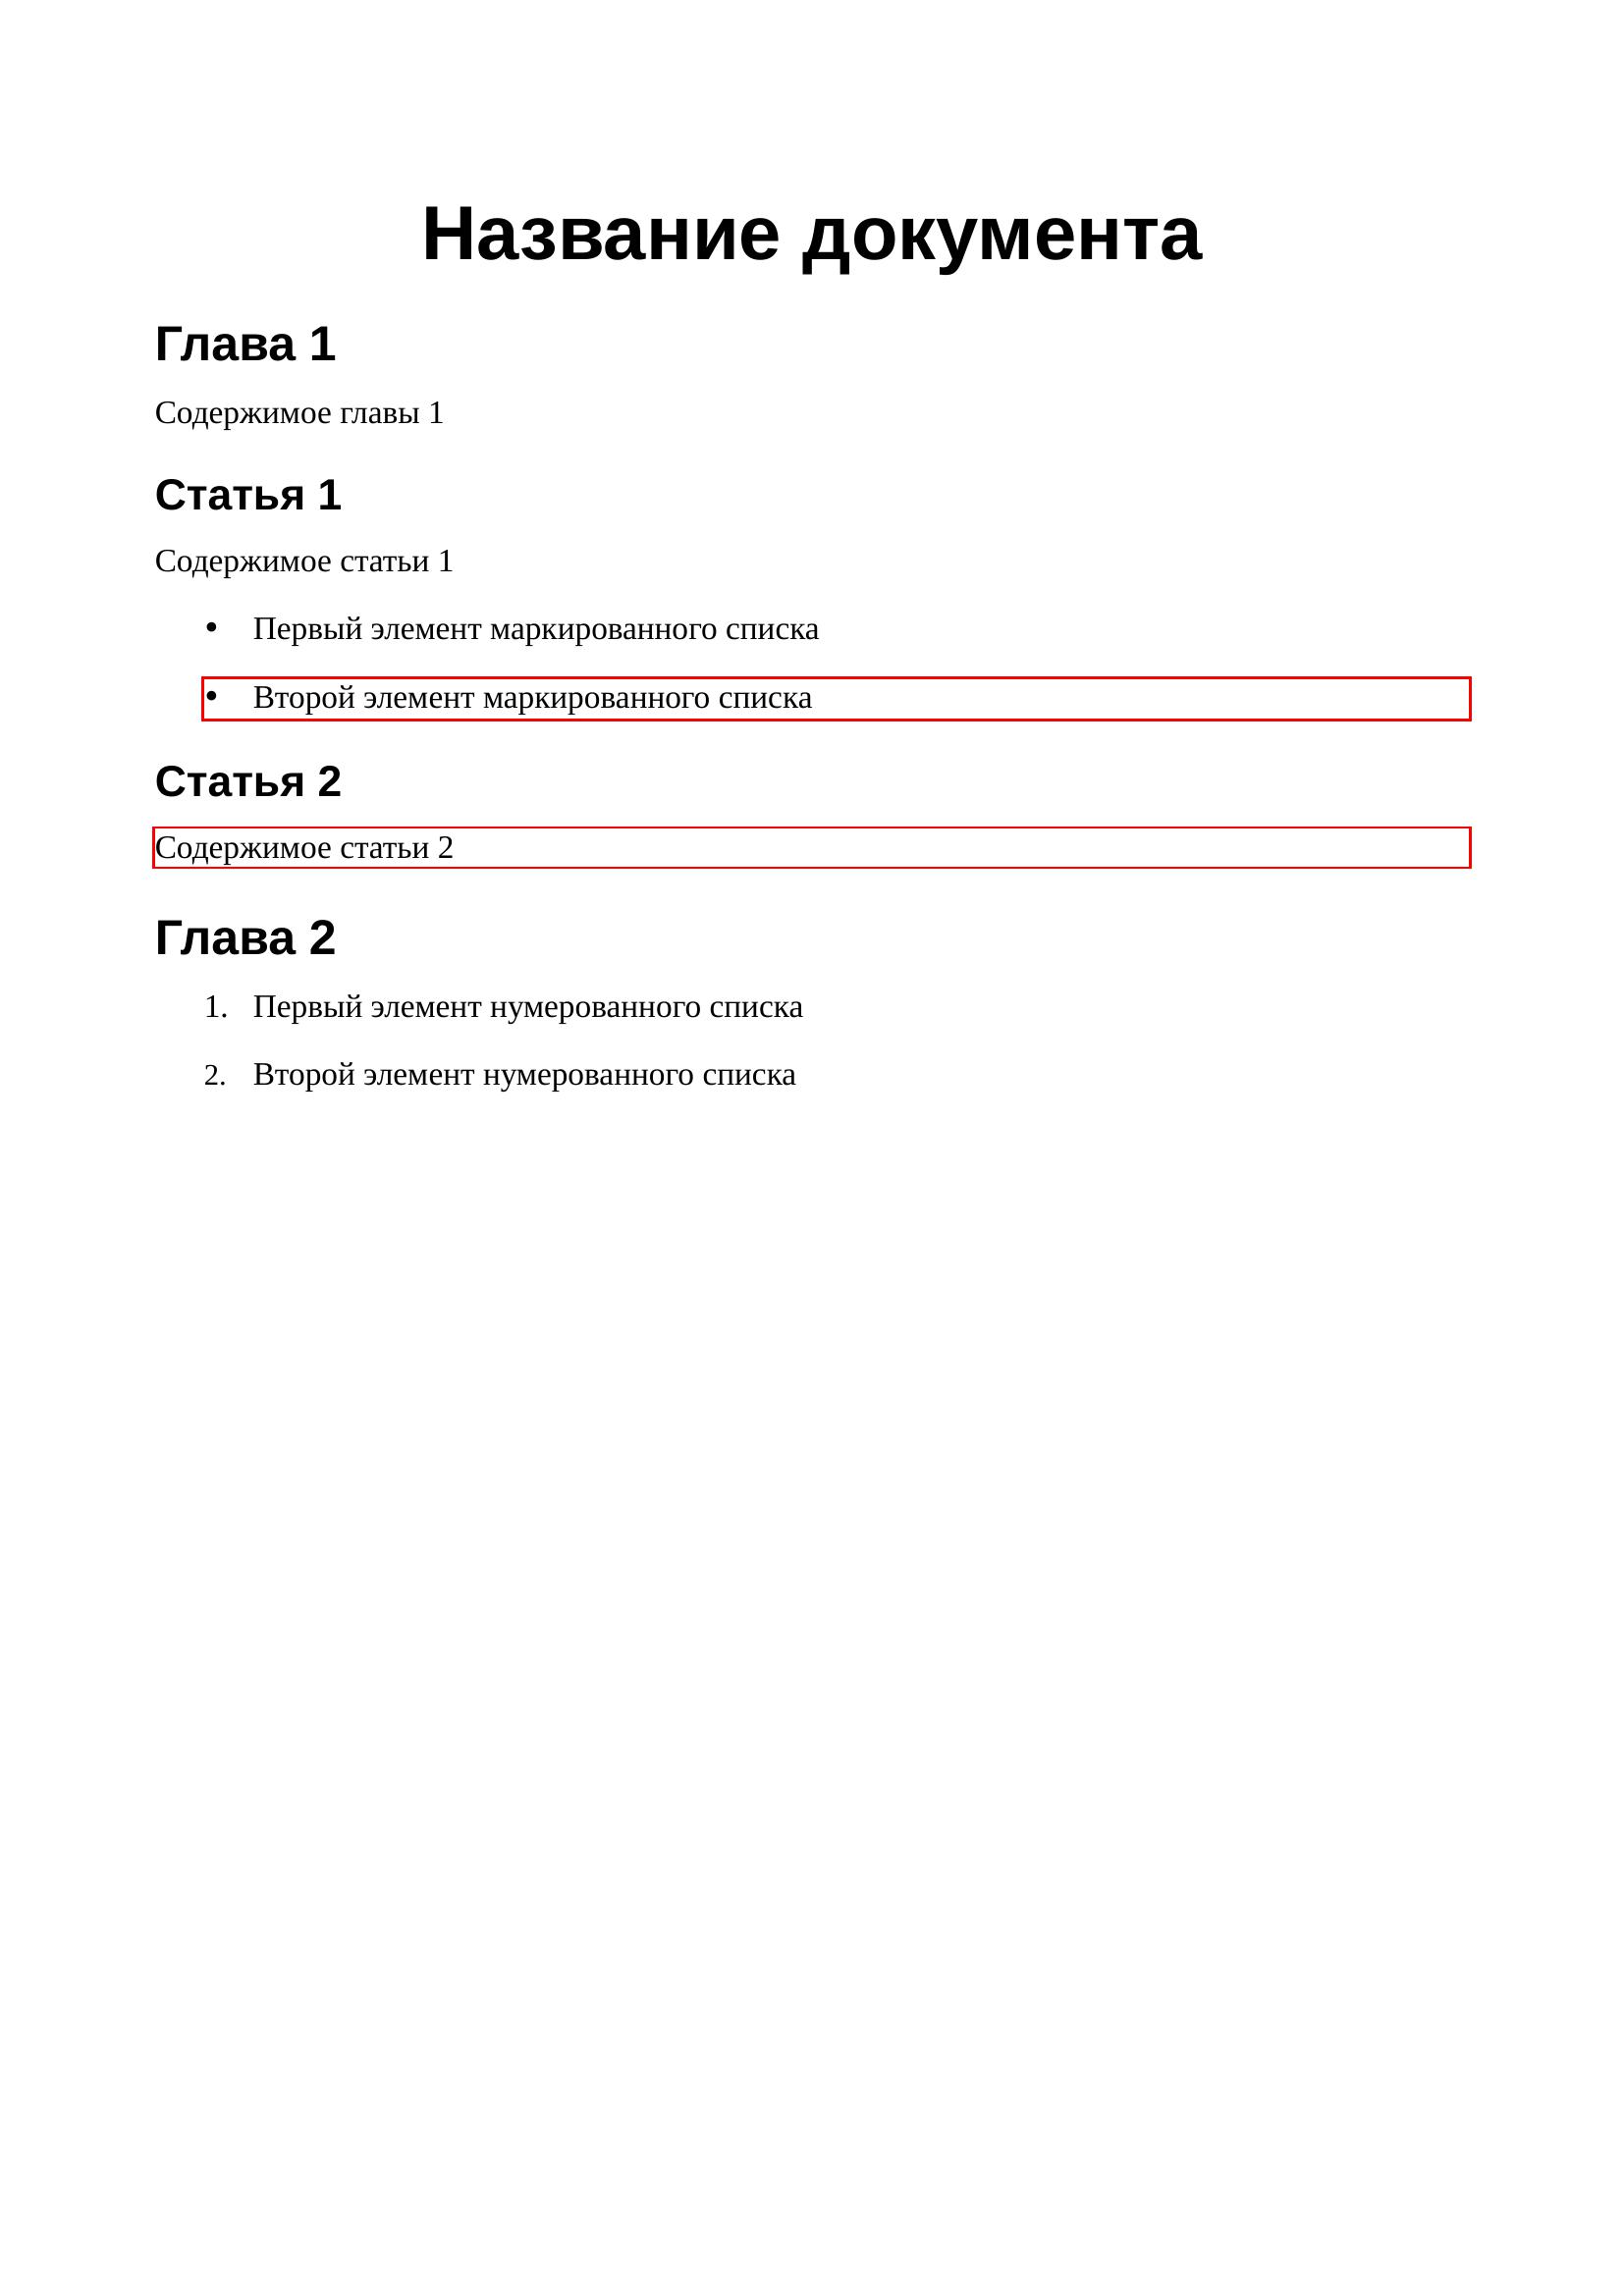 Название документа
Глава 1
Содержимое главы 1
Статья 1
Содержимое статьи 1
• Первый элемент маркированного списка
• Второй элемент маркированного списка
Статья 2
Содержимое статьи 2
Глава 2
1. Первый элемент нумерованного списка
2. Второй элемент нумерованного списка